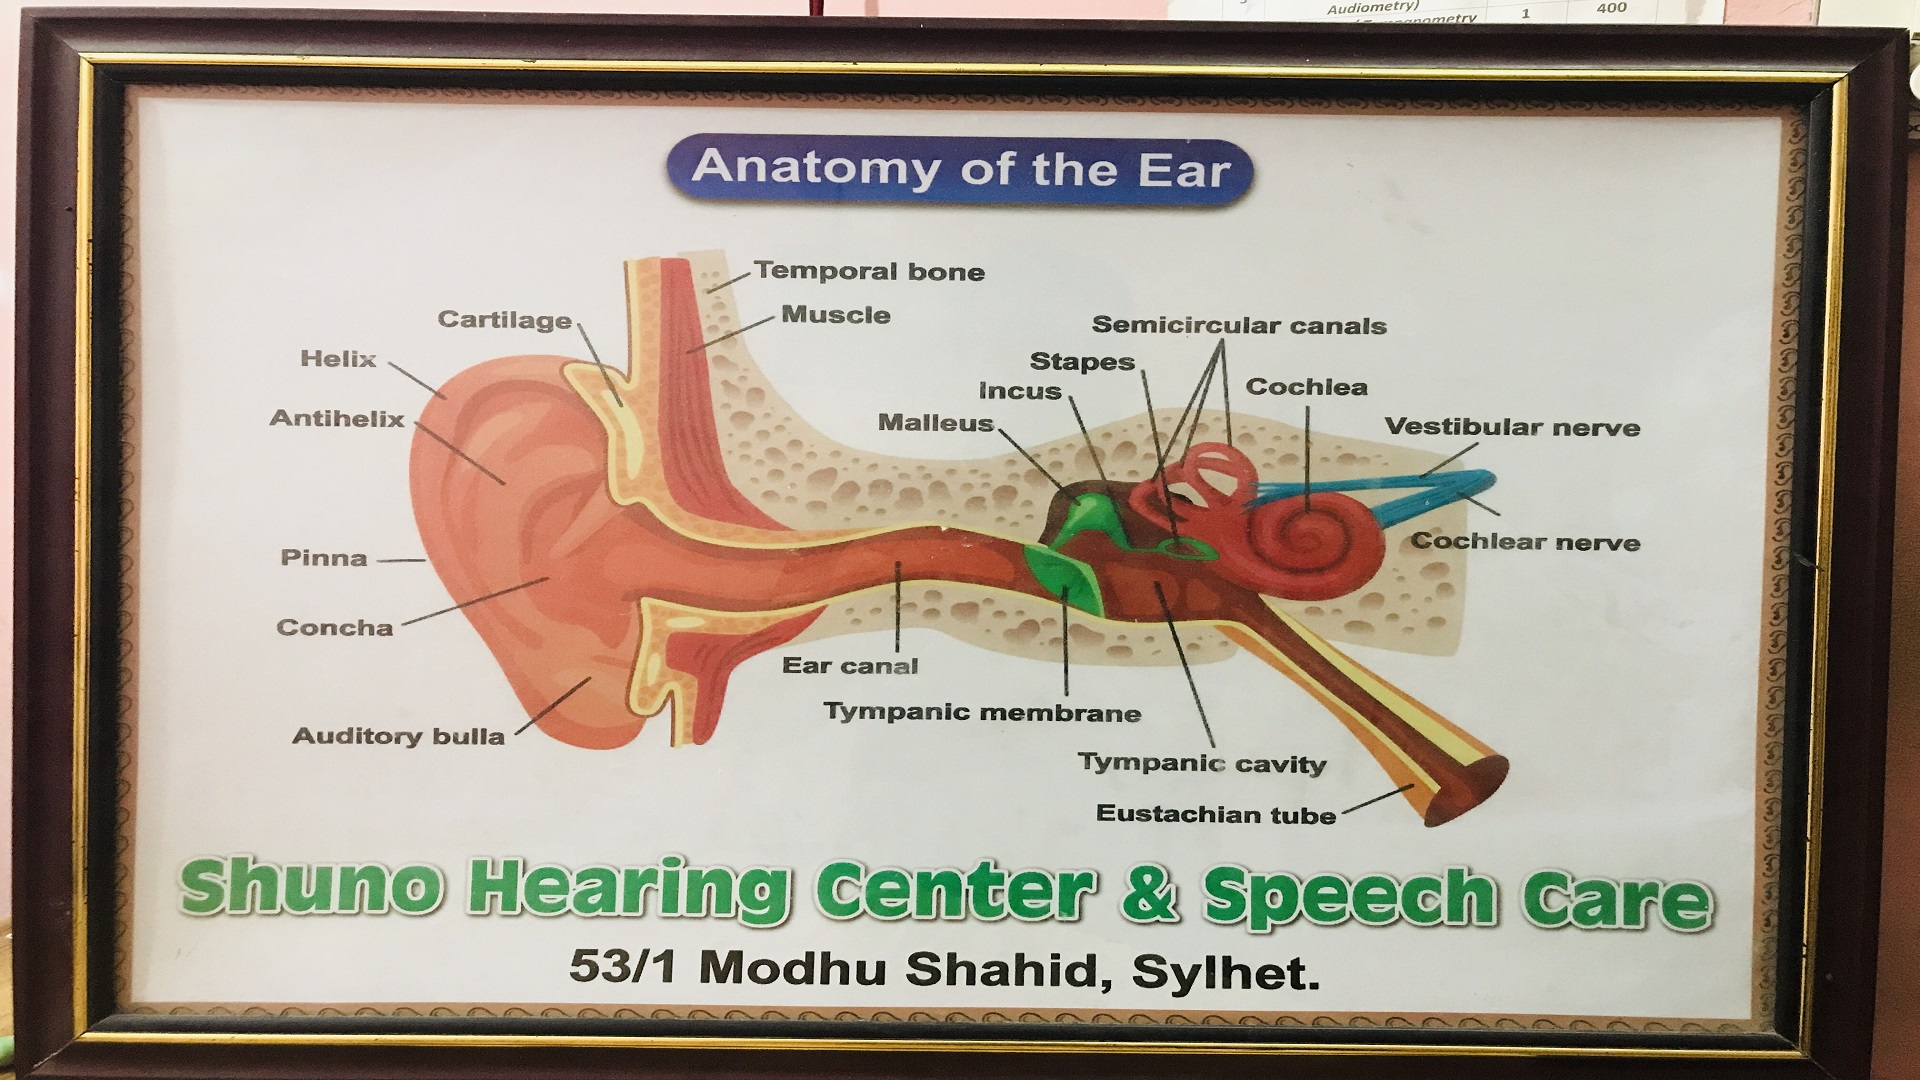 Audiometry)
1 400
Anatomy of the Ear
Temporal bone
Muscle
Cartilage
Helix
Antihelix
Pinna
Concha
Auditory bulla
Semicircular canals
Stapes
Incus
Malleus
Cochlea
Vestibular nerve
Cochlear nerve
Ear canal
Tympanic membrane
Tympanic cavity
Eustachian tube
Shuno Hearing Center & Speech Care
53/1 Modhu Shahid, Sylhet.